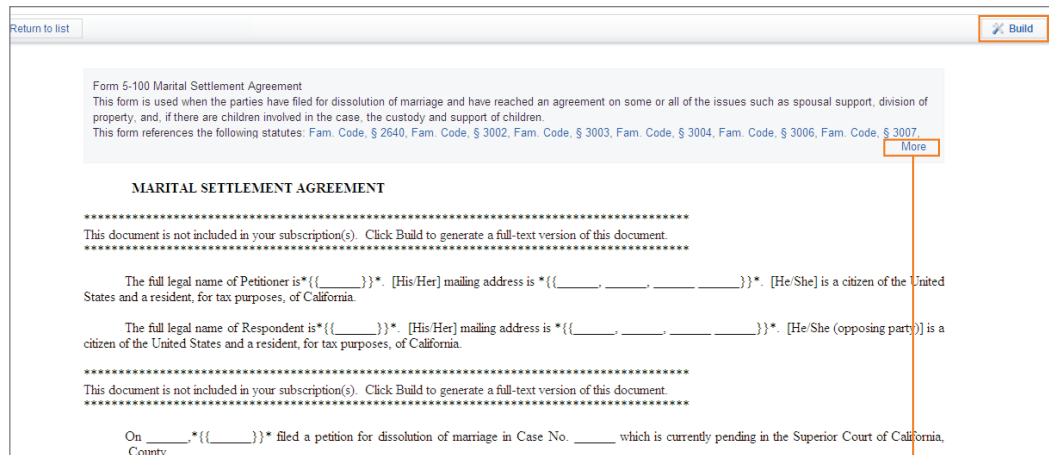 Return to list
Build
Form 5-100 Marital Settlement Agreement
This form is used when the parties have filed for dissolution of marriage and have reached an agreement on some or all of the issues such as spousal support, division of
property, and, if there are children involved in the case, the custody and support of children.
This form references the following statutes: Fam. Code, § 2640, Fam. Code, § 3002, Fam. Code, § 3003, Fam. Code, § 3004, Fam. Code, § 3006, Fam. Code, § 3007,
More
MARITAL SETTLEMENT AGREEMENT
****************************************************************************************
This document is not included in your subscription(s). Click Build to generate a full-text version of this document.
****************************************************************************************
The full legal name of Petitioner is*{{______}}*. [His/Her] mailing address is *{{______, ______, ______ ______}}*. [He/She] is a citizen of the United
States and a resident, for tax purposes, of California.
The full legal name of Respondent is*{{______}}*. [His/Her] mailing address is *{{______, ______, ______ ______}}*. [He/She (opposing party)] is a
citizen of the United States and a resident, for tax purposes, of California.
****************************************************************************************
This document is not included in your subscription(s). Click Build to generate a full-text version of this document.
****************************************************************************************
On ______,*{{______}}* filed a petition for dissolution of marriage in Case No. ______ which is currently pending in the Superior Court of California,
County